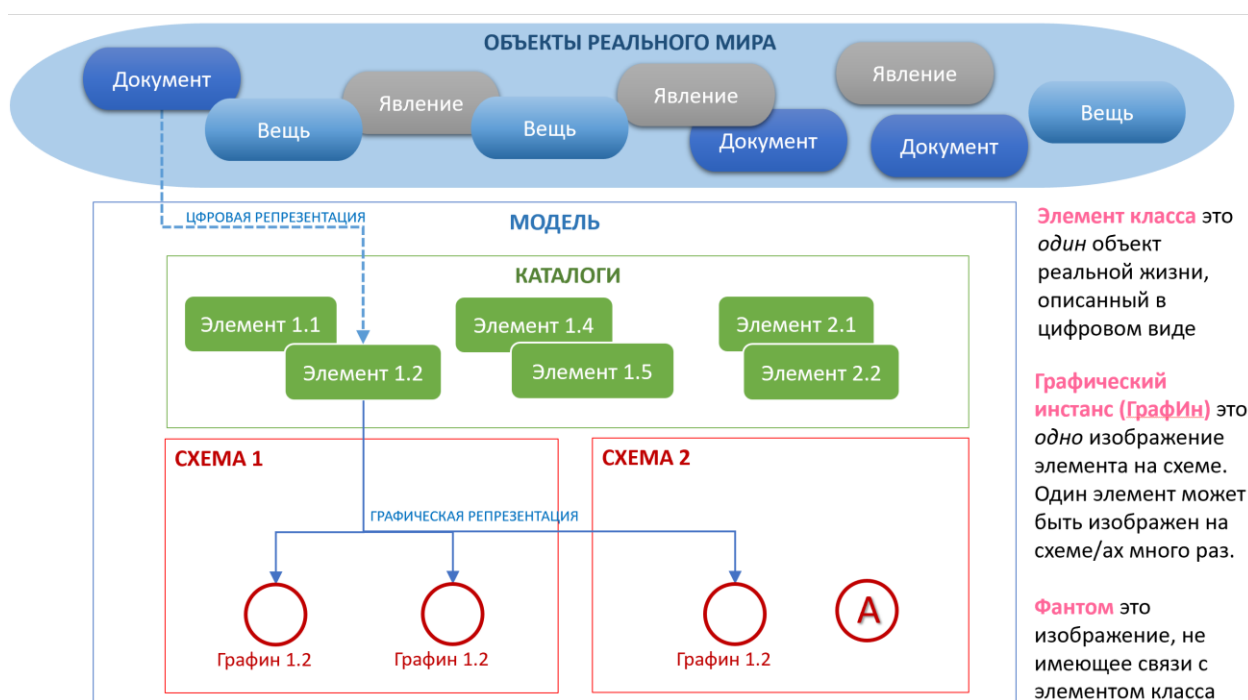 ОБЪЕКТЫ РЕАЛЬНОГО МИРА
Документ
Вещь
Явление
Вещь
Явление
Документ
Явление
Документ
Вещь
ЦФРОВАЯ РЕПРЕЗЕНТАЦИЯ
МОДЕЛЬ
КАТАЛОГИ
Элемент 1.1
Элемент 1.2
Элемент 1.4
Элемент 1.5
Элемент 2.1
Элемент 2.2
СХЕМА 1
СХЕМА 2
ГРАФИЧЕСКАЯ РЕПРЕЗЕНТАЦИЯ
Графин 1.2
Графин 1.2
Графин 1.2
А
Элемент класса это
один объект
реальной жизни,
описанный в
цифровом виде
Графический
инстанс (ГрафИн) это
одно изображение
элемента на схеме.
Один элемент может
быть изображен на
схеме/ах много раз.
Фантом это
изображение, не
имеющее связи с
элементом класса